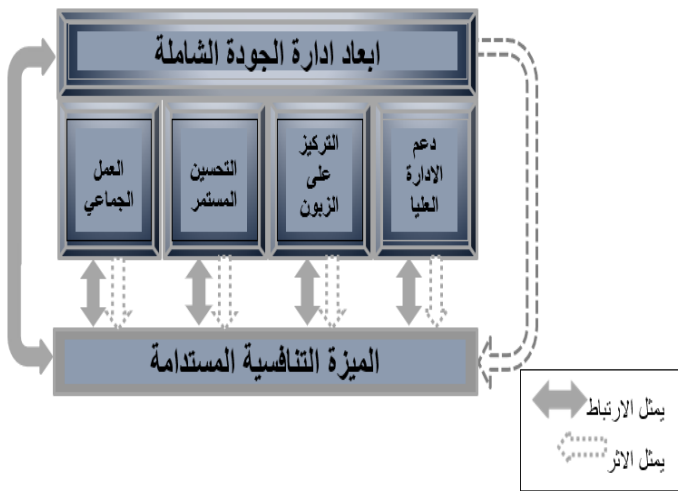 ابعاد ادارة الجودة الشاملة
دعم
الادارة
العليا
التركيز
على
الزبون
التحسين
المستمر
العمل
الجماعي
الميزة التنافسية المستدامة
يمثل الارتباط
يمثل الاثر